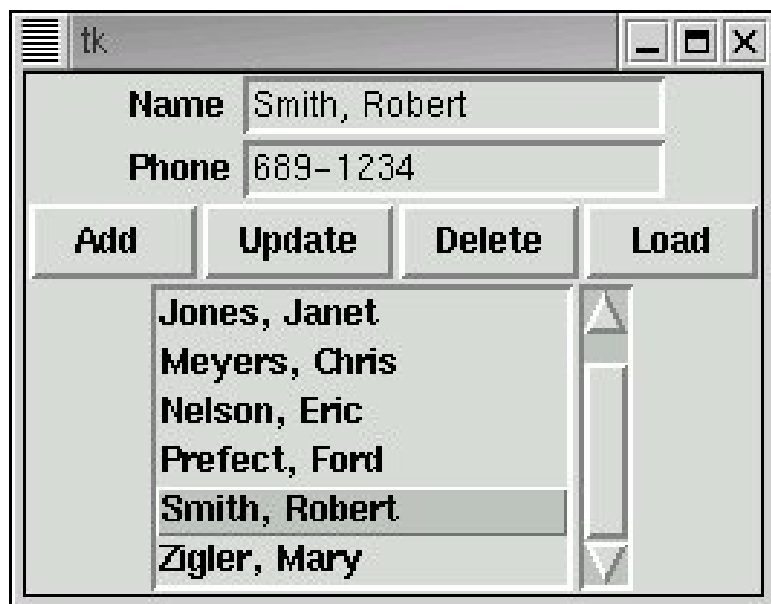 tk
Name Smith, Robert
Phone 689-1234
Add Update Delete Load
Jones, Janet
Meyers, Chris
Nelson, Eric
Prefect, Ford
Smith, Robert
Zigler, Mary